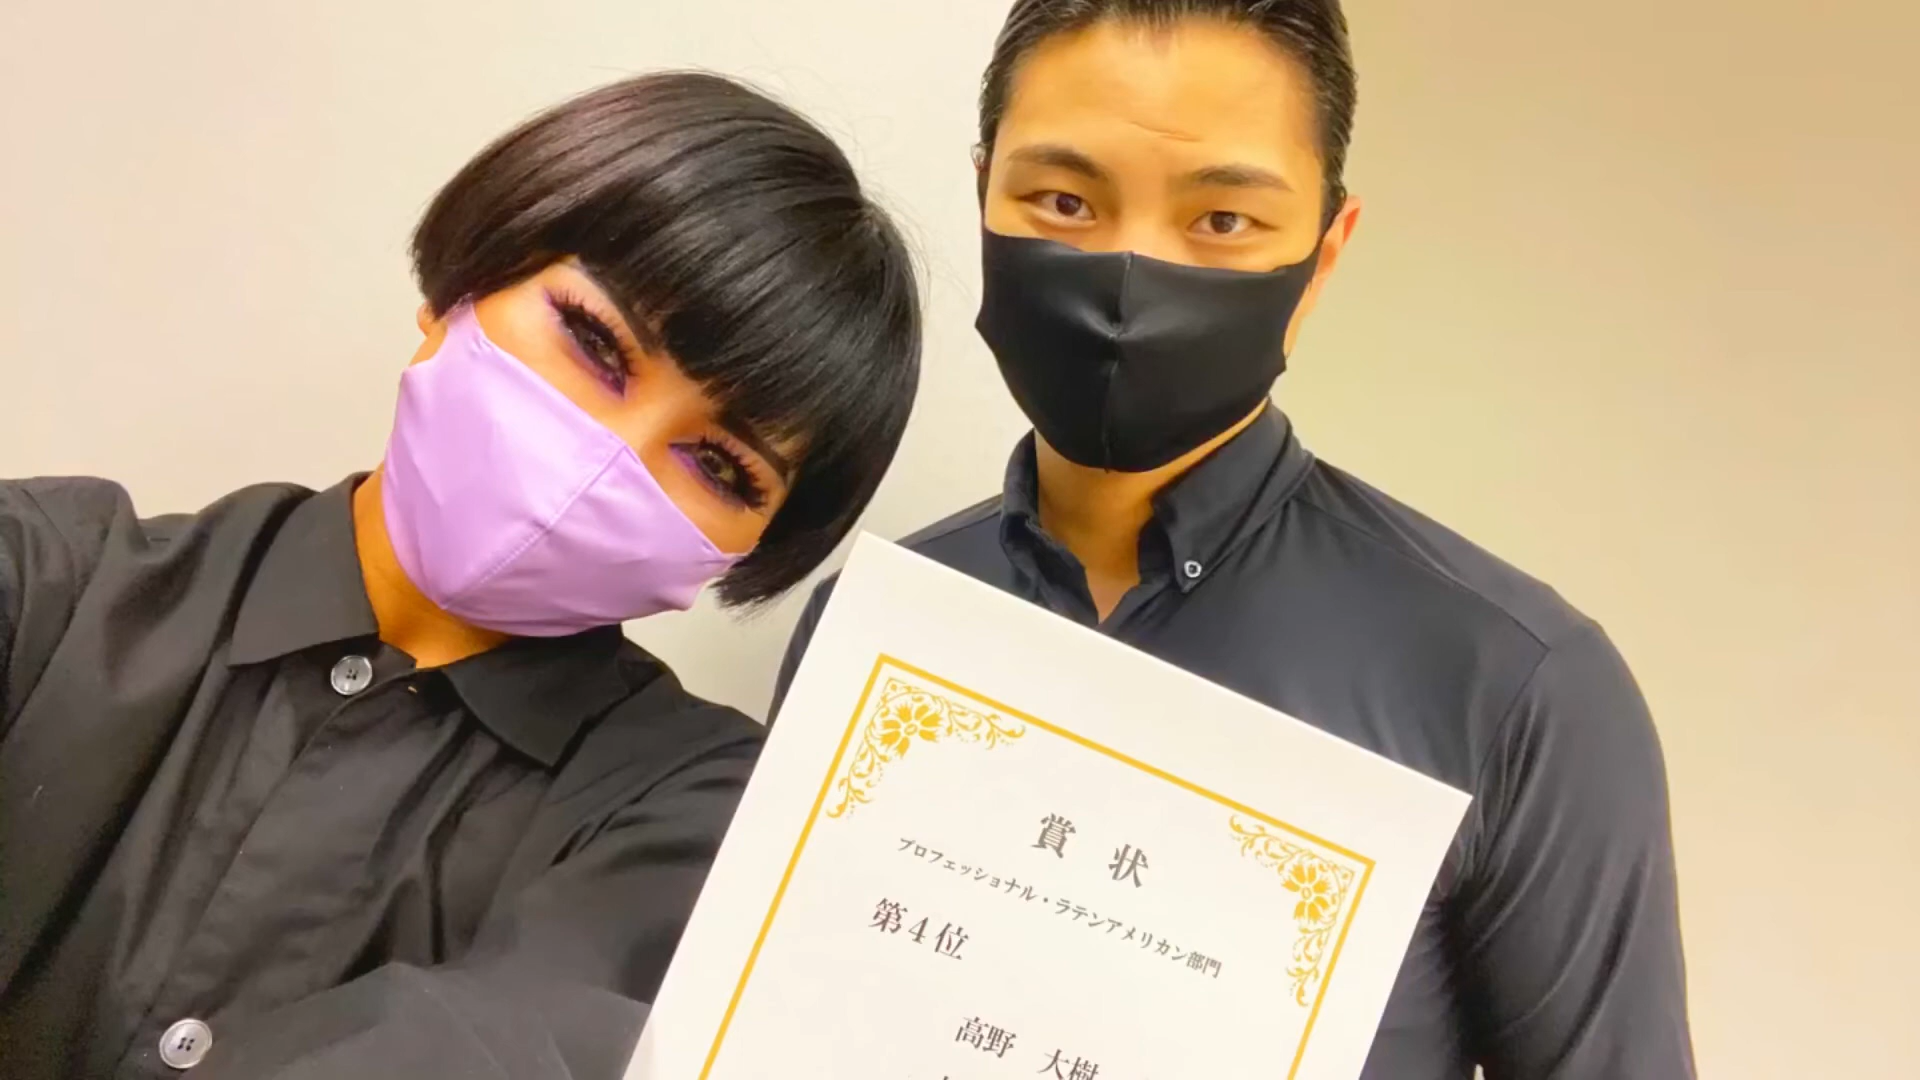 賞状
プロフェッショナル・ラテンアメリカン部門
第4位
高野 大樹